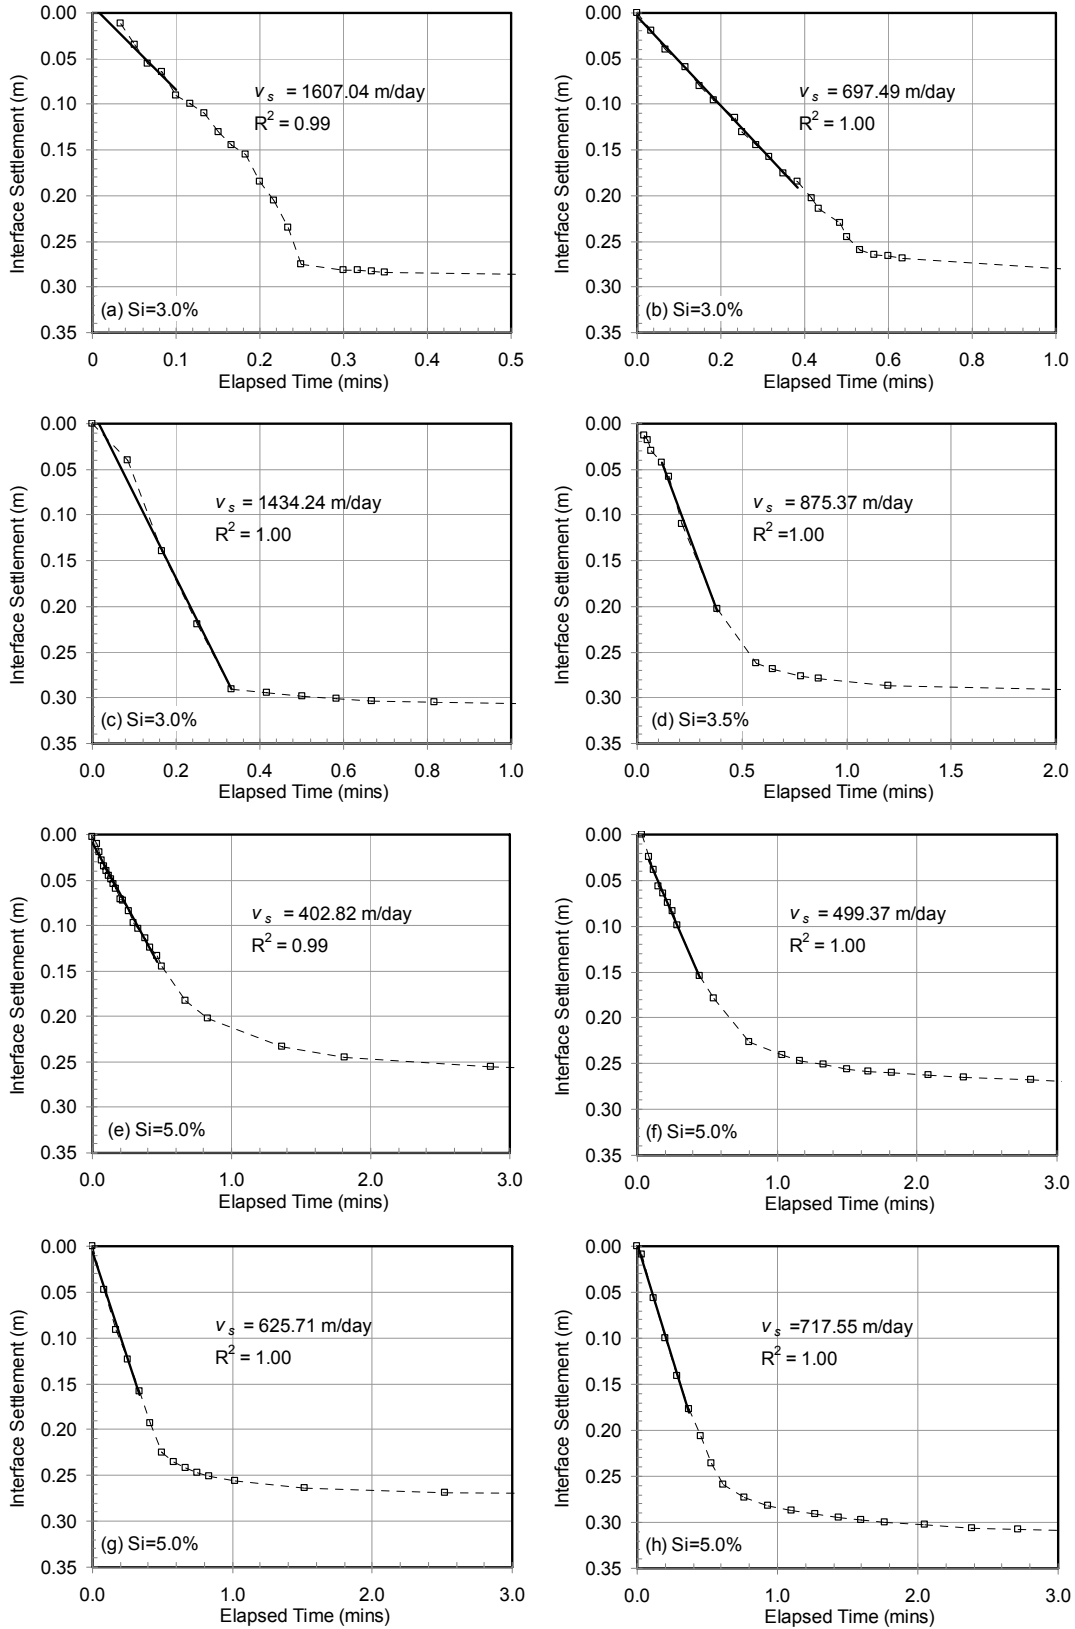 0.00
0.05
0.10
0.15
0.20
0.25
0.30
0.35
Interface Settlement (m)
v s = 1607.04 m/day
R2 = 0.99
(a) Si=3.0%
0 0.1 0.2 0.3 0.4 0.5
Elapsed Time (mins)
0.00
0.05
0.10
0.15
0.20
0.25
0.30
0.35
Interface Settlement (m)
v s = 697.49 m/day
R2 = 1.00
(b) Si=3.0%
0.0 0.2 0.4 0.6 0.8 1.0
Elapsed Time (mins)
0.00
0.05
0.10
0.15
0.20
0.25
0.30
0.35
Interface Settlement (m)
v s = 1434.24 m/day
R2 = 1.00
(c) Si=3.0%
0.0 0.2 0.4 0.6 0.8 1.0
Elapsed Time (mins)
0.00
0.05
0.10
0.15
0.20
0.25
0.30
0.35
Interface Settlement (m)
v s = 875.37 m/day
R2 =1.00
(d) Si=3.5%
0.0 0.5 1.0 1.5 2.0
Elapsed Time (mins)
0.00
0.05
0.10
0.15
0.20
0.25
0.30
0.35
Interface Settlement (m)
v s = 402.82 m/day
R2 = 0.99
(e) Si=5.0%
0.0 1.0 2.0 3.0
Elapsed Time (mins)
0.00
0.05
0.10
0.15
0.20
0.25
0.30
0.35
Interface Settlement (m)
v s = 499.37 m/day
R2 = 1.00
(f) Si=5.0%
0.0 1.0 2.0 3.0
Elapsed Time (mins)
0.00
0.05
0.10
0.15
0.20
0.25
0.30
0.35
Interface Settlement (m)
v s = 625.71 m/day
R2 = 1.00
(g) Si=5.0%
0.0 1.0 2.0 3.0
Elapsed Time (mins)
0.00
0.05
0.10
0.15
0.20
0.25
0.30
0.35
Interface Settlement (m)
v s =717.55 m/day
R2 = 1.00
(h) Si=5.0%
0.0 1.0 2.0 3.0
Elapsed Time (mins)